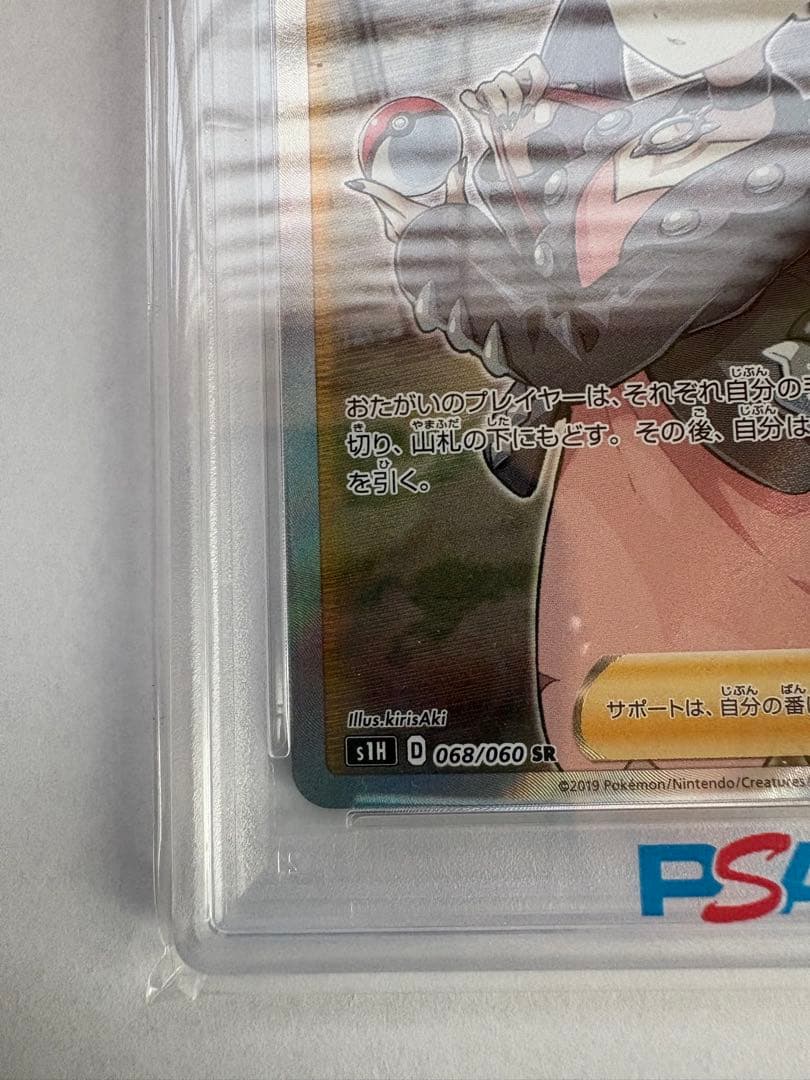 おたがいのプレイヤーは、それぞれ自分の手
切り、山札の下にもどす。その後、自分は
を引く。
サポートは、自分の番に
Illus.kirisAki
s1H D 068/060 SR
©2019 Pokémon/Nintendo/Creatures
PSA